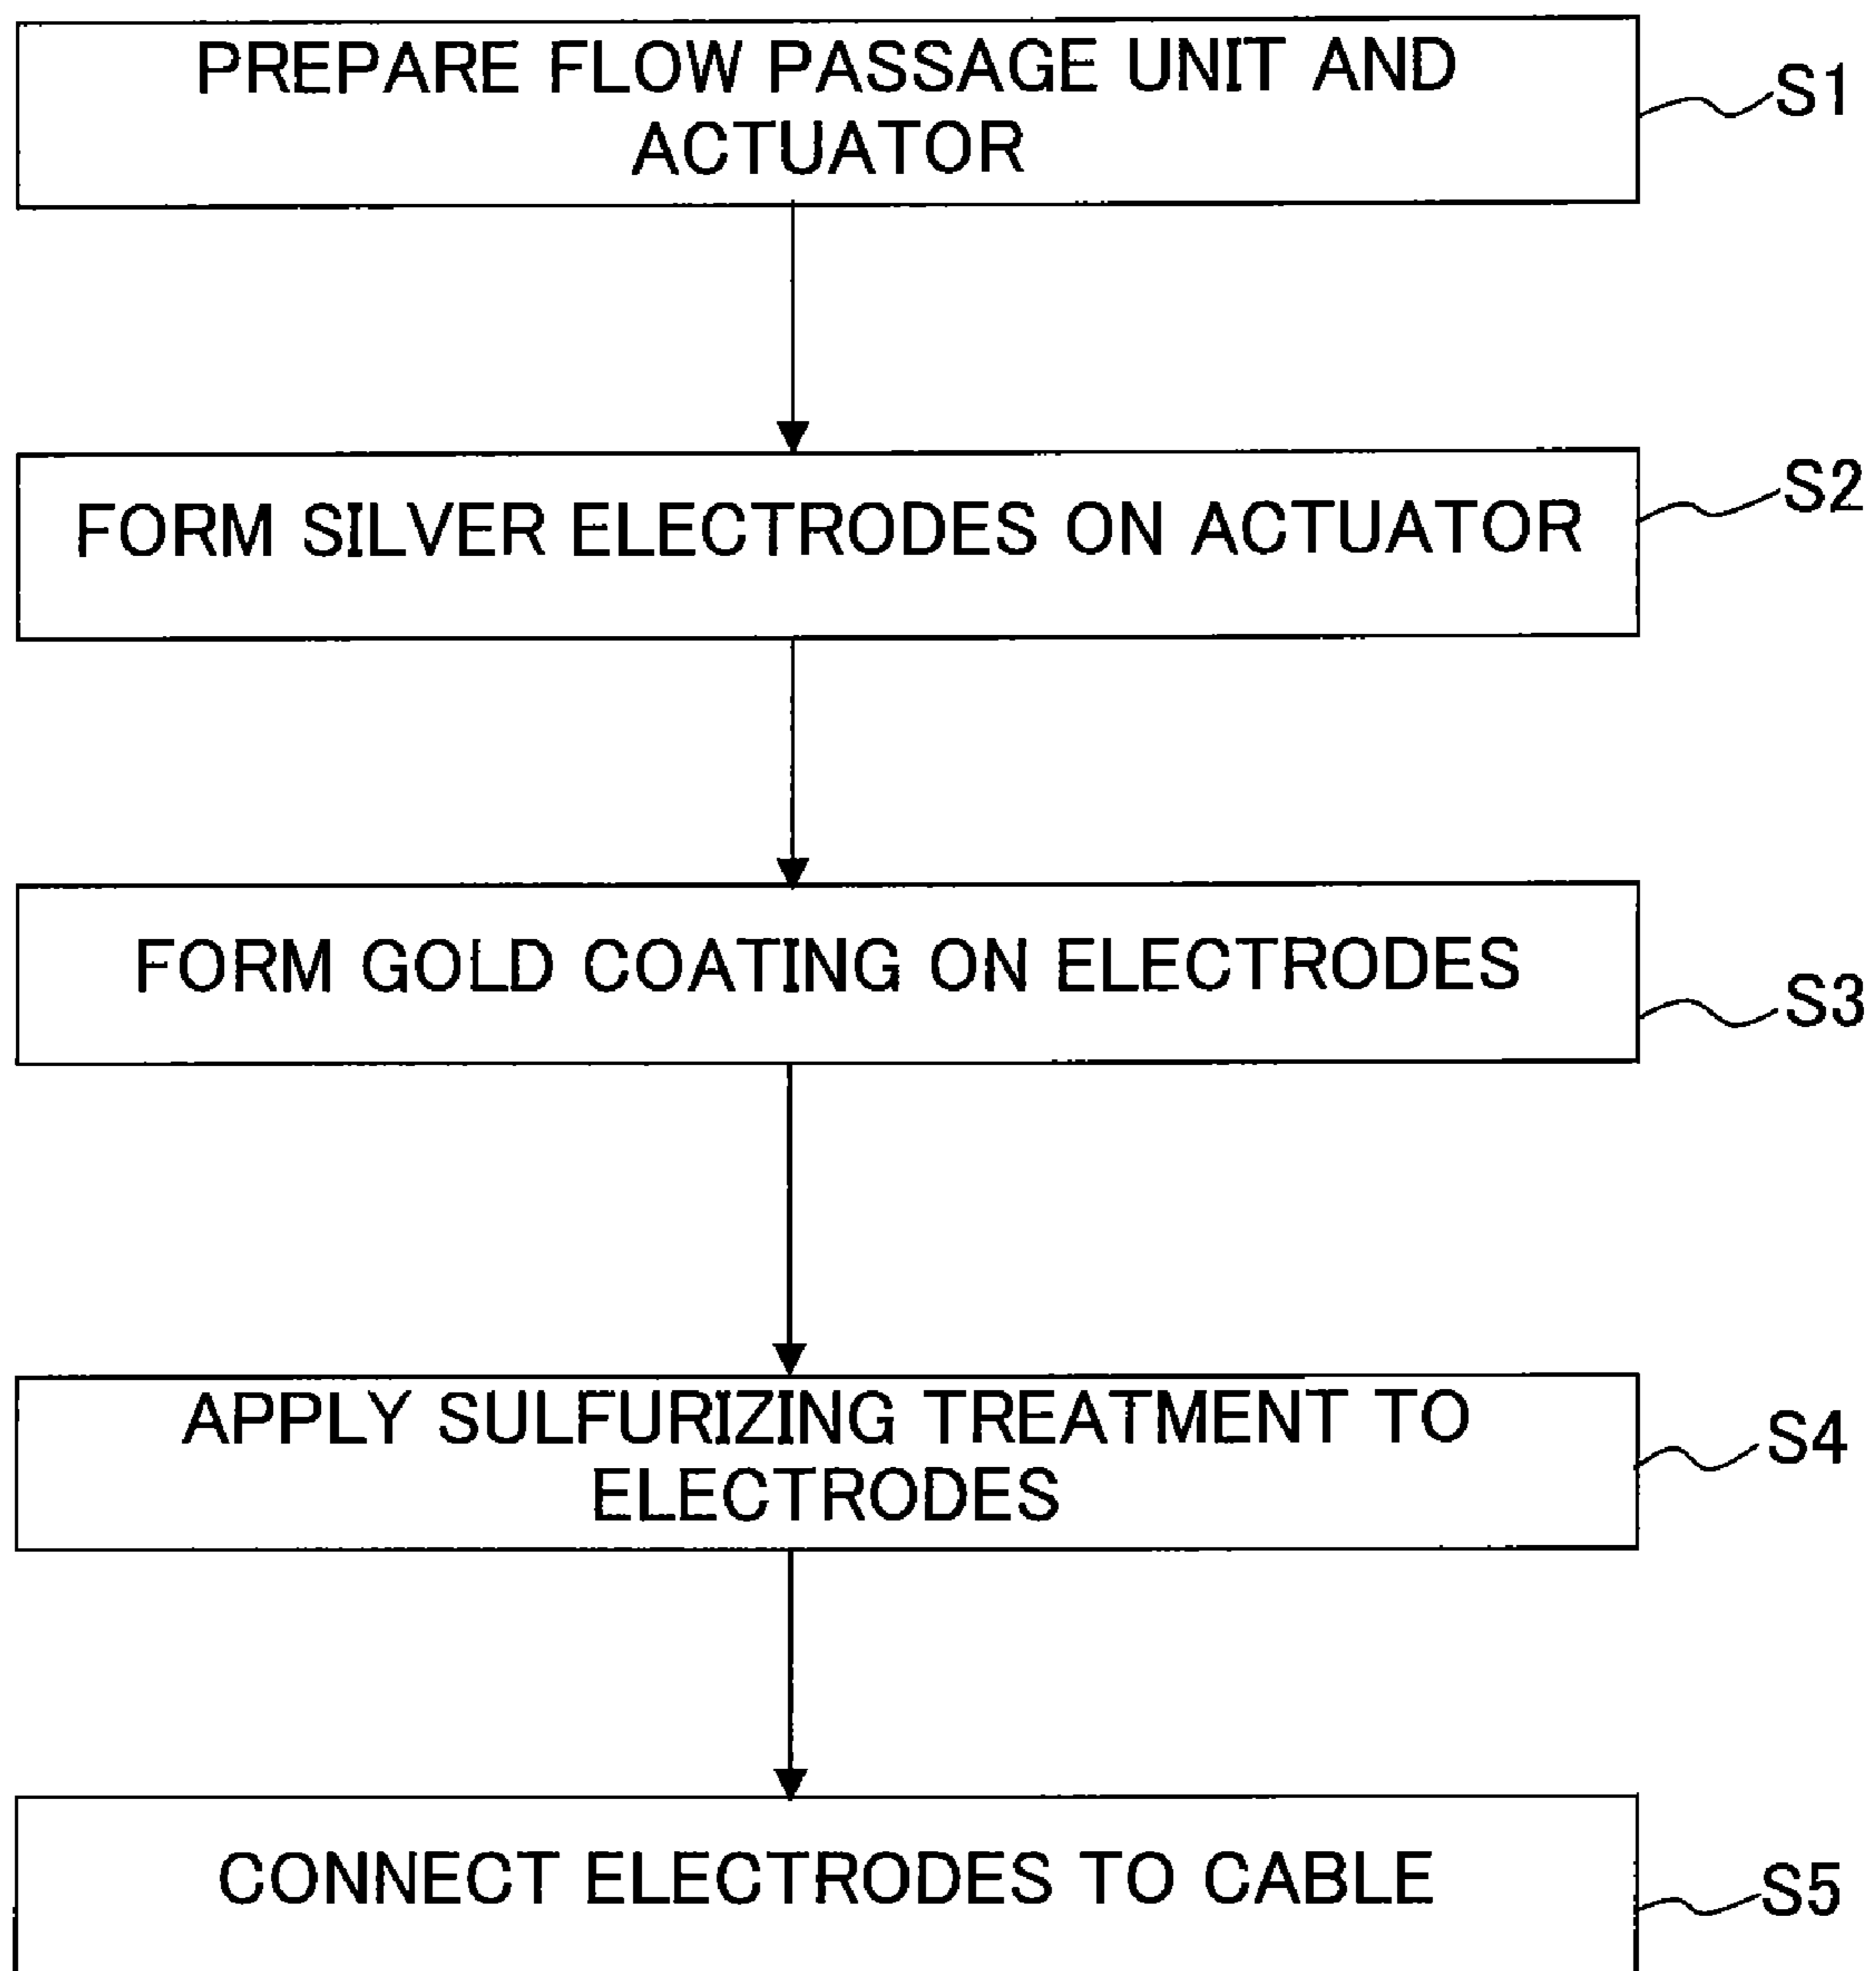 PREPARE FLOW PASSAGE UNIT AND
ACTUATOR
S1
FORM SILVER ELECTRODES ON ACTUATOR
S2
FORM GOLD COATING ON ELECTRODES
S3
APPLY SULFURIZING TREATMENT TO
ELECTRODES
S4
CONNECT ELECTRODES TO CABLE
S5